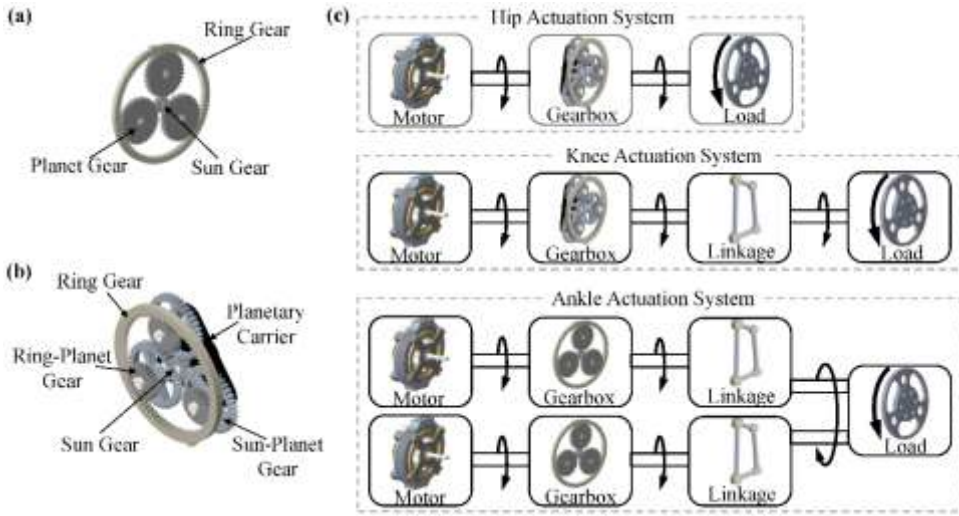 (a)
Ring Gear
Planet Gear
Sun Gear
(b)
Ring Gear
Planetary
Carrier
Ring-Planet
Gear
Sun Gear
Sun-Planet
Gear
(c)
Hip Actuation System
Motor
Gearbox
Load
Knee Actuation System
Motor
Gearbox
Linkage
Load
Ankle Actuation System
Motor
Gearbox
Linkage
Load
Motor
Gearbox
Linkage